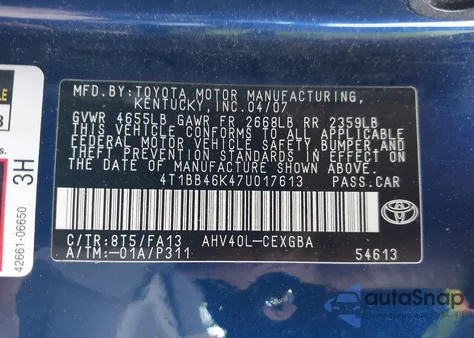 MFD.BY:TOYOTA MOTOR MANUFACTURING,
KENTUCKY, INC.04/07
GVWR 4655LB GAWR FR 2668LB RR 2359LB
THIS VEHICLE CONFORMS TO ALL APPLICABLE
FEDERAL MOTOR VEHICLE SAFETY, BUMPER, AND
THEFT PREVENTION STANDARDS IN EFFECT ON
THE DATE OF MANUFACTURE SHOWN ABOVE.
4T1BB46K47U017613 PASS.CAR
C/TR:8T5/FA13 AHV40L-CEXGBA
A/TM:-01A/P311 54613
TOYOTA
42661-06650
3H
autoSnap